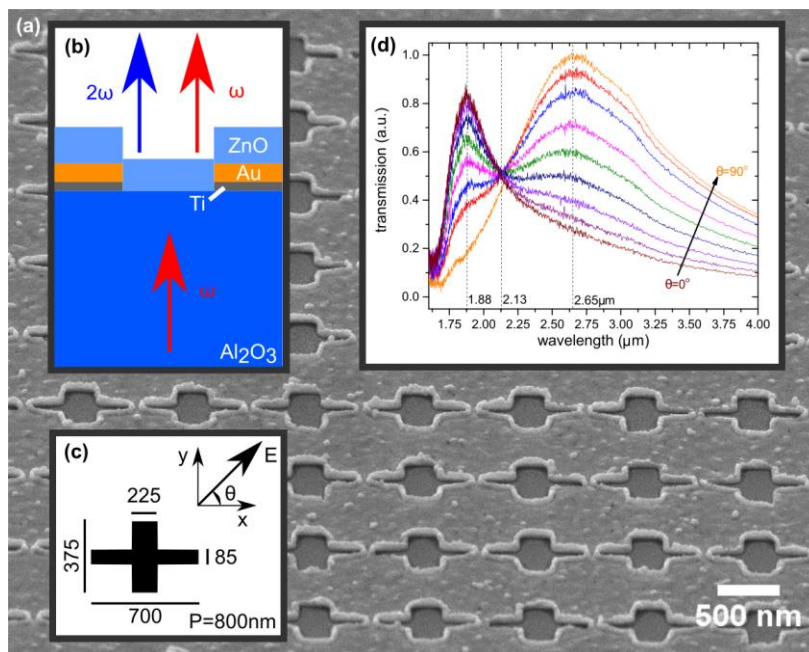 (a)
(b)
2ω
ω
ZnO
Au
Ti
ω
Al2O3
(c)
y
E
θ
x
225
375
85
700
P=800nm
(d)
transmission (a.u.)
1.0
0.8
0.6
0.4
0.2
0.0
θ=90°
θ=0°
1.88
2.13
2.65µm
1.75 2.00 2.25 2.50 2.75 3.00 3.25 3.50 3.75 4.00
wavelength (µm)
500 nm